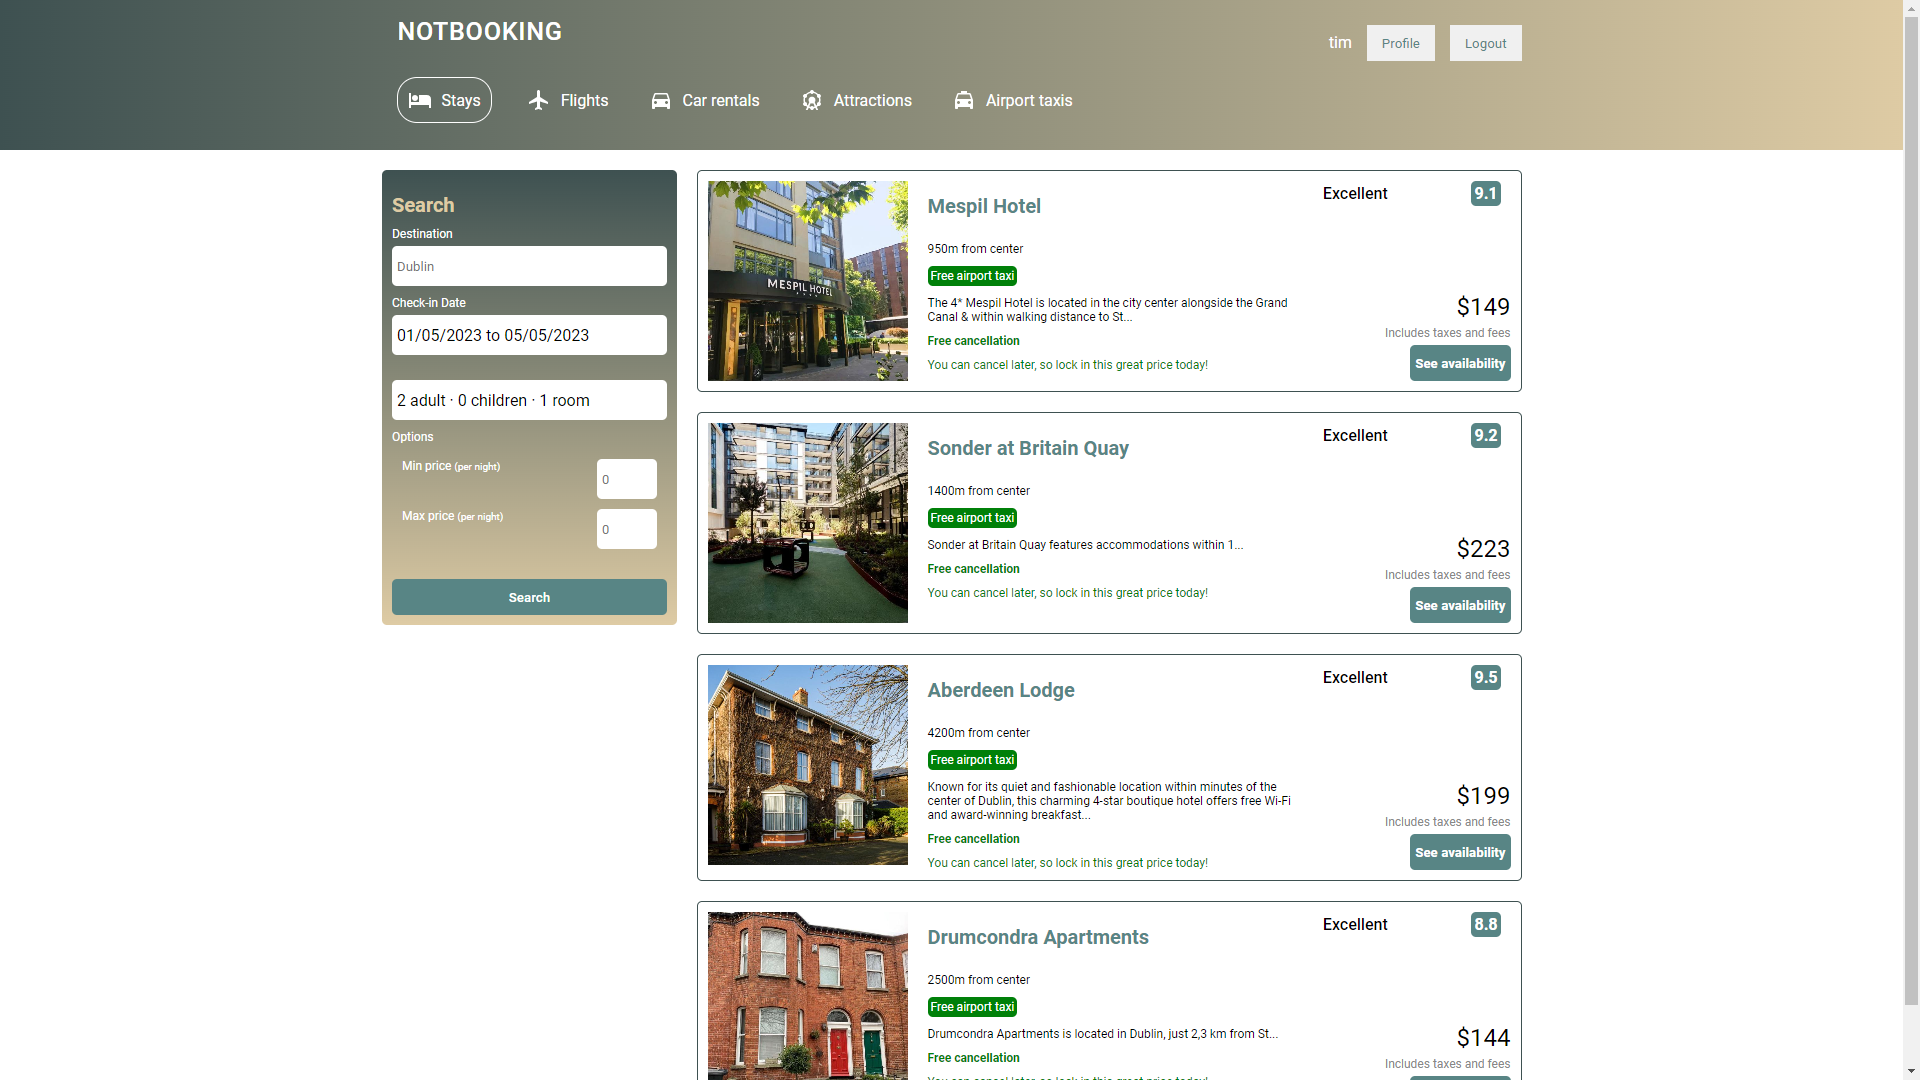 NOTBOOKING
tim
Profile
Logout
Stays
Flights
Car rentals
Attractions
Airport taxis
Search
Destination
Dublin
Check-in Date
01/05/2023 to 05/05/2023
2 adult · 0 children · 1 room
Options
Min price (per night)
0
Max price (per night)
0
Search
MESPIL HOTEL
Mespil Hotel
Excellent
9.1
950m from center
Free airport taxi
The 4* Mespil Hotel is located in the city center alongside the Grand
Canal & within walking distance to St...
Free cancellation
You can cancel later, so lock in this great price today!
$149
Includes taxes and fees
See availability
Sonder at Britain Quay
Excellent
9.2
1400m from center
Free airport taxi
Sonder at Britain Quay features accommodations within 1...
Free cancellation
You can cancel later, so lock in this great price today!
$223
Includes taxes and fees
See availability
Aberdeen Lodge
Excellent
9.5
4200m from center
Free airport taxi
Known for its quiet and fashionable location within minutes of the
center of Dublin, this charming 4-star boutique hotel offers free Wi-Fi
and award-winning breakfast...
Free cancellation
You can cancel later, so lock in this great price today!
$199
Includes taxes and fees
See availability
Drumcondra Apartments
Excellent
8.8
2500m from center
Free airport taxi
Drumcondra Apartments is located in Dublin, just 2,3 km from St...
Free cancellation
$144
Includes taxes and fees